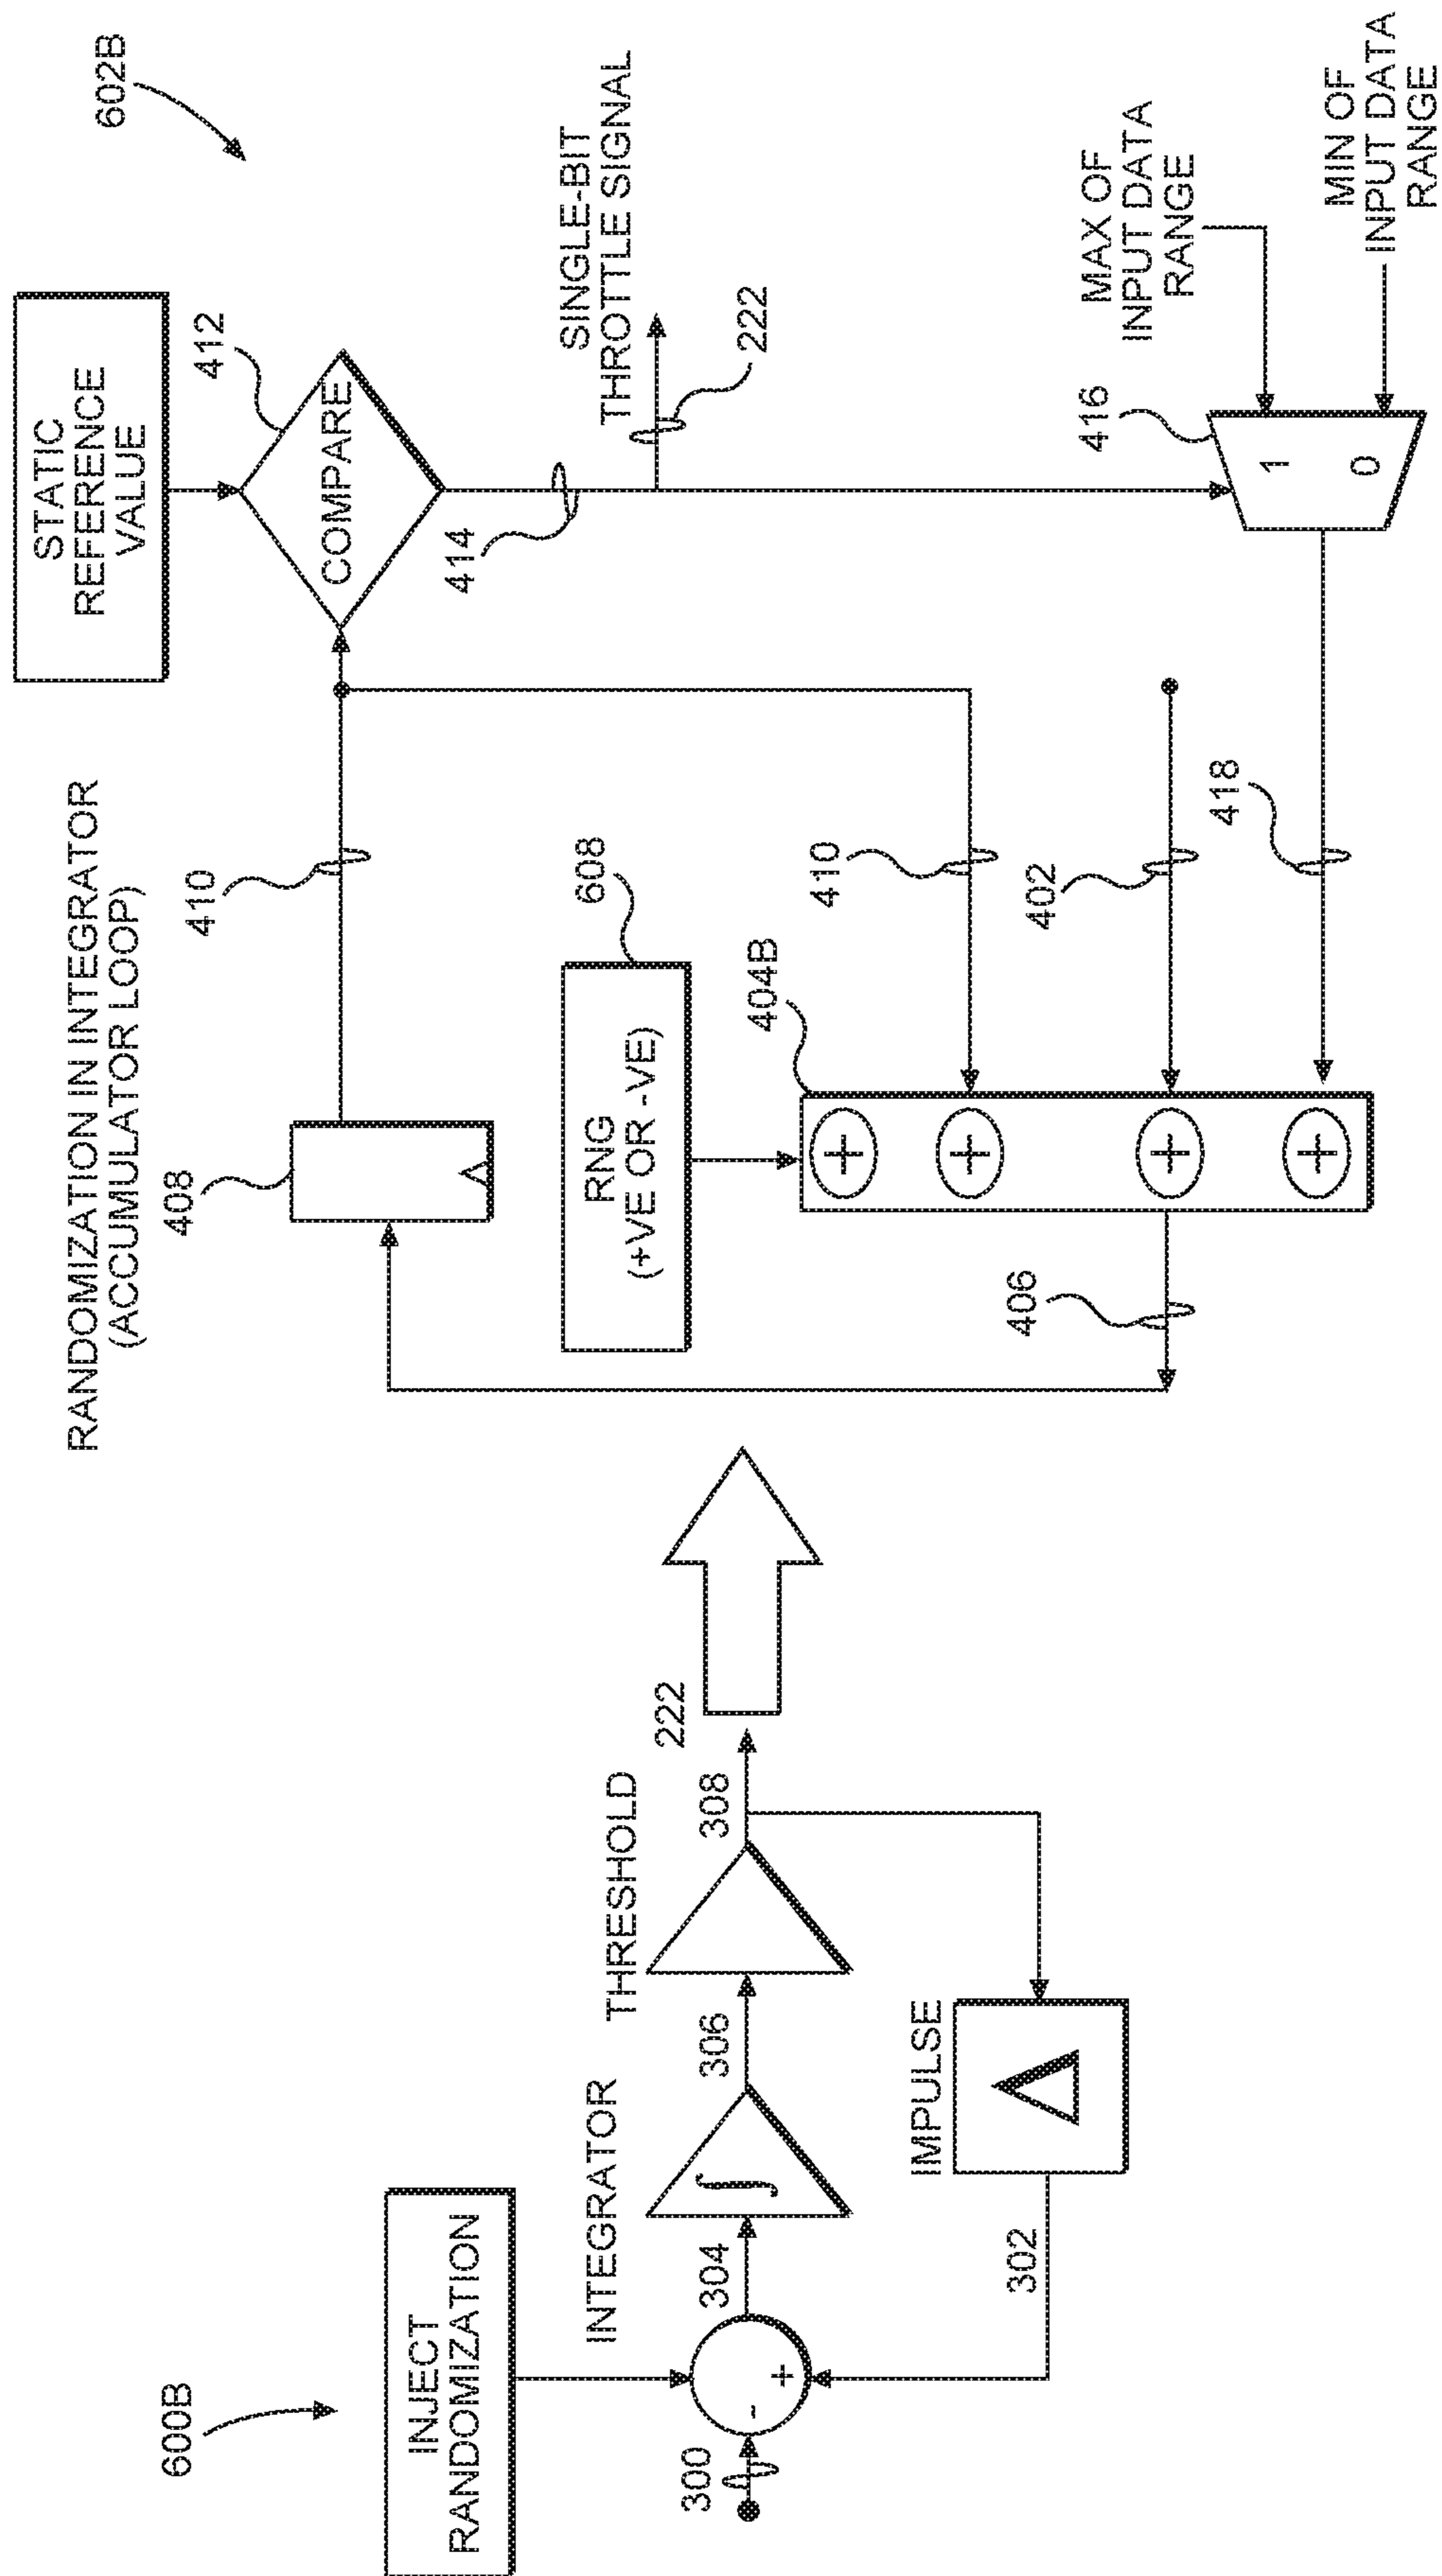 600B
INJECT
RANDOMIZATION
300
-
+
304
INTEGRATOR
∫
306
THRESHOLD
308
222
IMPULSE
Δ
302
RANDOMIZATION IN INTEGRATOR
(ACCUMULATOR LOOP)
602B
STATIC
REFERENCE
VALUE
408
410
412
COMPARE
414
SINGLE-BIT
THROTTLE SIGNAL
222
RNG
(+VE OR -VE)
608
404B
+
+
+
+
406
410
402
418
416
1
0
MAX OF
INPUT DATA
RANGE
MIN OF
INPUT DATA
RANGE